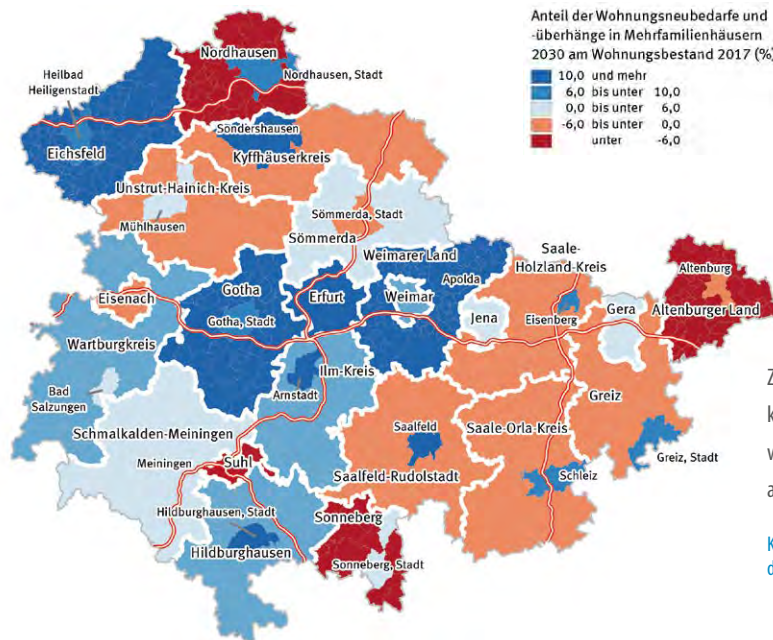 Anteil der Wohnungsneubedarfe und
-überhänge in Mehrfamilienhäusern
2030 am Wohnungsbestand 2017 (%)
10,0 und mehr
6,0 bis unter 10,0
0,0 bis unter 6,0
-6,0 bis unter 0,0
unter -6,0
Nordhausen
Heilbad
Heiligenstadt
Nordhausen, Stadt
Sondershausen
Eichsfeld
Kyffhäuserkreis
Unstrut-Hainich-Kreis
Mühlhausen
Sömmerda, Stadt
Sömmerda
Weimarer Land
Saale-
Holzland-Kreis
Altenburg
Altenburger Land
Eisenach
Gotha
Gotha, Stadt
Erfurt
Apolda
Weimar
Jena
Eisenberg
Gera
Wartburgkreis
Ilm-Kreis
Arnstadt
Bad
Salzungen
Greiz
Schmalkalden-Meiningen
Saalfeld
Saale-Orla-Kreis
Meiningen
Suhl
Saalfeld-Rudolstadt
Schleiz
Greiz, Stadt
Hildburghausen, Stadt
Hildburghausen
Sonneberg
Sonneberg, Stadt
Z
k
w
a
K
d